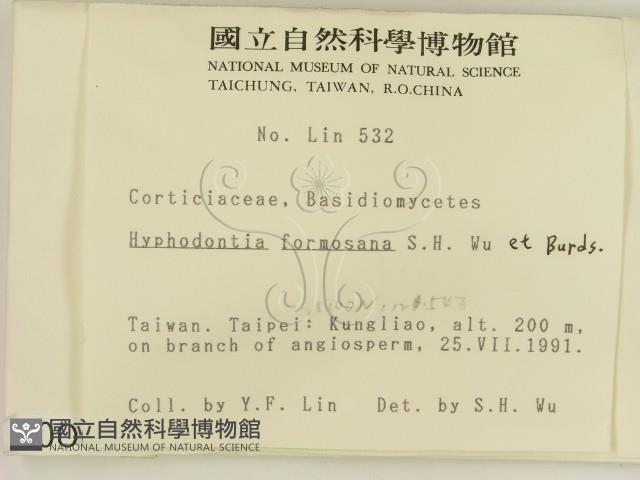 國立自然科學博物館
NATIONAL MUSEUM OF NATURAL SCIENCE
TAICHUNG, TAIWAN, R.O.CHINA
No. Lin 532
Corticiaceae, Basidiomycetes
Hyphodontia formosana S.H. Wu et Burds.
Taiwan. Taipei: Kungliao, alt. 200 m,
on branch of angiosperm, 25.VII.1991.
Coll. by Y.F. Lin Det. by S.H. Wu
國立自然科學博物館
NATIONAL MUSEUM OF NATURAL SCIENCE